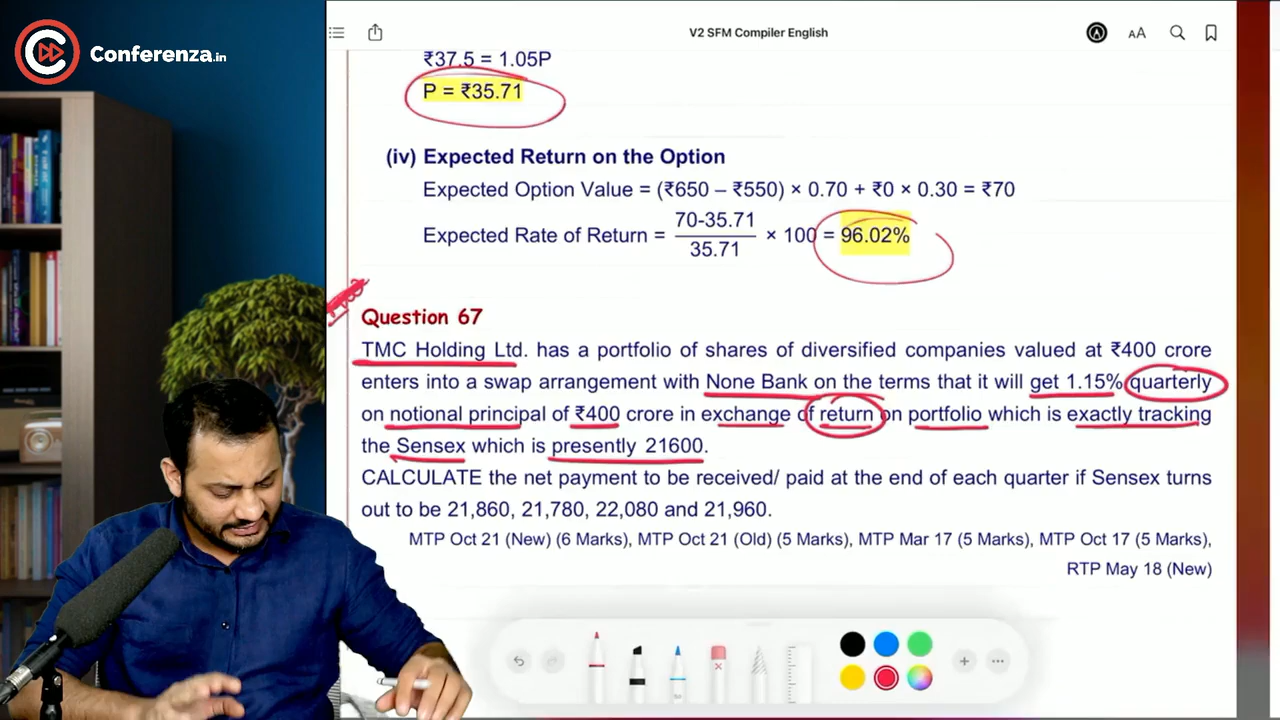 Conferenza.in
V2 SFM Compiler English
AA
₹37.5 = 1.05P
P = ₹35.71
(iv) Expected Return on the Option
Expected Option Value = (₹650 – ₹550) × 0.70 + ₹0 × 0.30 = ₹70
Expected Rate of Return = 70-35.71 / 35.71 × 100 = 96.02%
Question 67
TMC Holding Ltd. has a portfolio of shares of diversified companies valued at ₹400 crore
enters into a swap arrangement with None Bank on the terms that it will get 1.15% quarterly
on notional principal of ₹400 crore in exchange of return on portfolio which is exactly tracking
the Sensex which is presently 21600.
CALCULATE the net payment to be received/ paid at the end of each quarter if Sensex turns
out to be 21,860, 21,780, 22,080 and 21,960.
MTP Oct 21 (New) (6 Marks), MTP Oct 21 (Old) (5 Marks), MTP Mar 17 (5 Marks), MTP Oct 17 (5 Marks),
RTP May 18 (New)